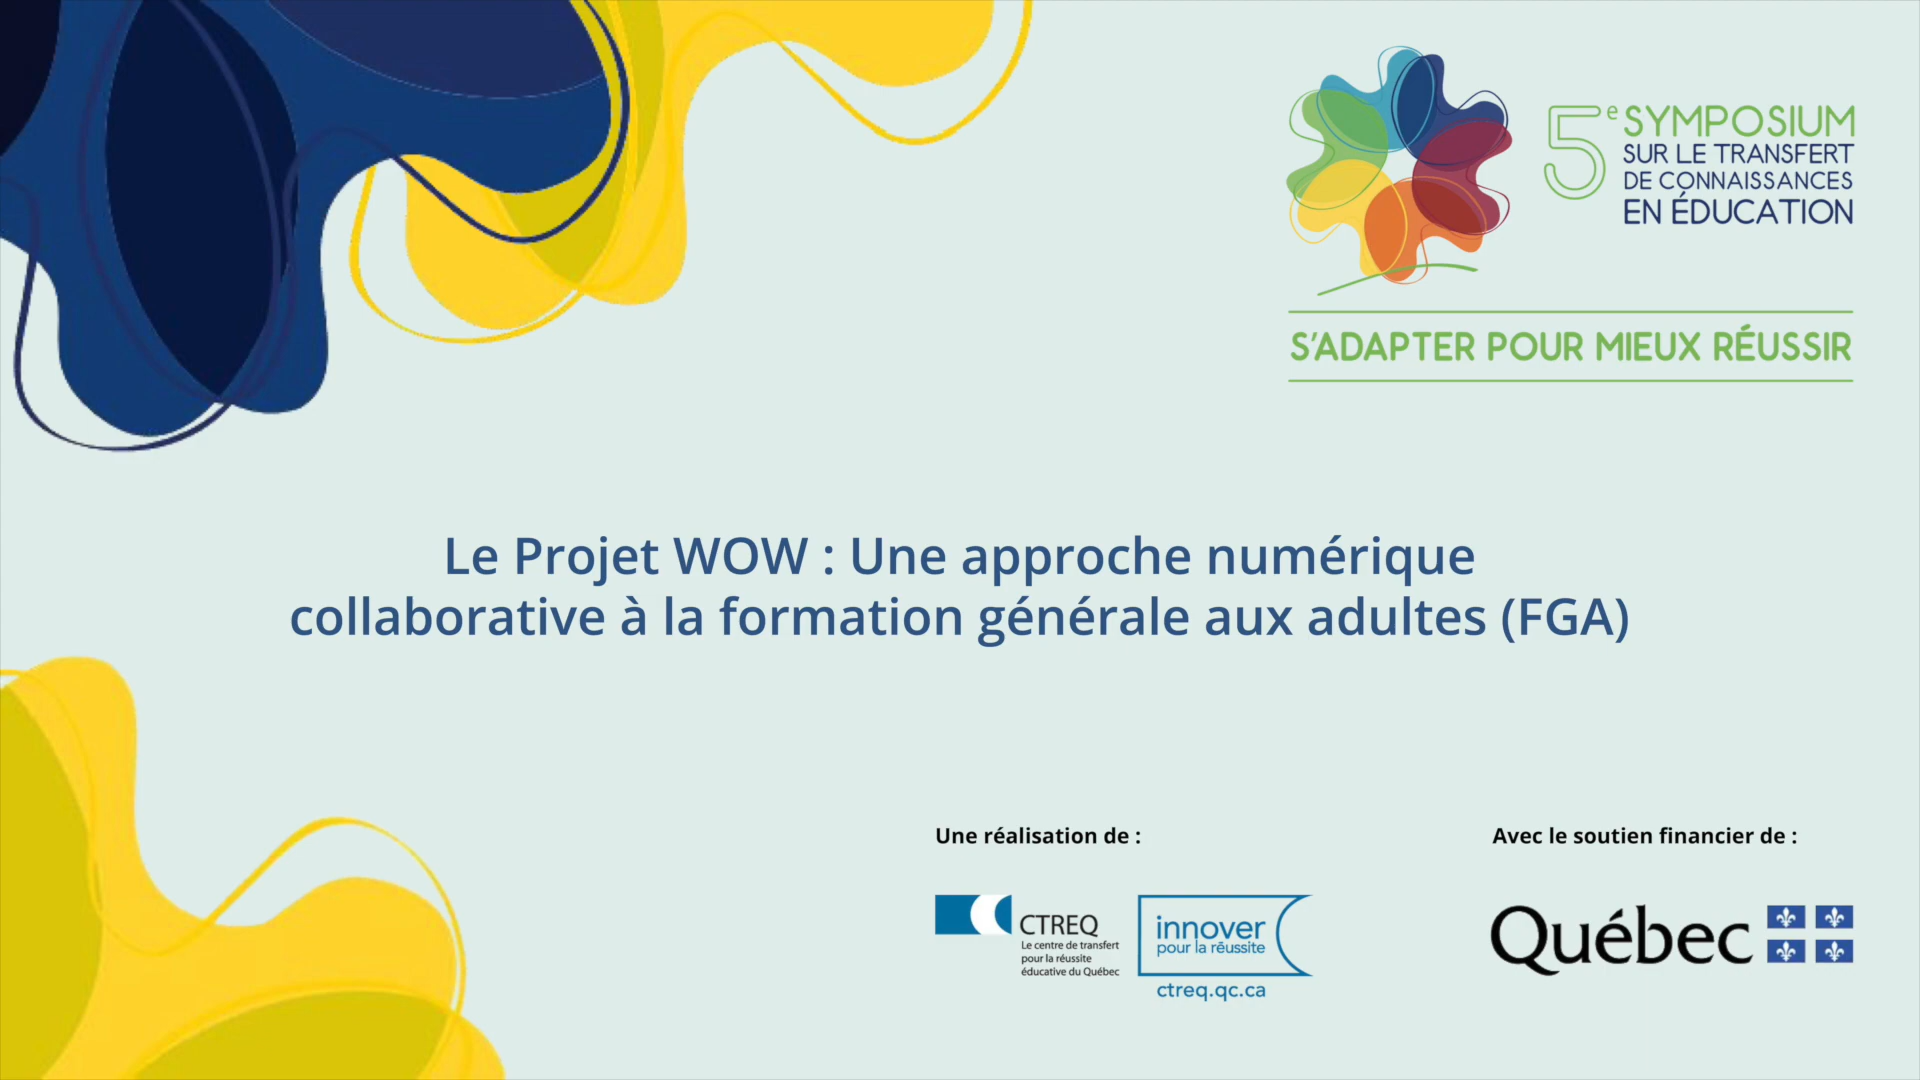 5e SYMPOSIUM
SUR LE TRANSFERT
DE CONNAISSANCES
EN ÉDUCATION
S'ADAPTER POUR MIEUX RÉUSSIR
Le Projet WOW : Une approche numérique
collaborative à la formation générale aux adultes (FGA)
Une réalisation de :
CTREQ
Le centre de transfert
pour la réussite
éducative du Québec
innover
pour la réussite
ctreq.qc.ca
Avec le soutien financier de :
Québec